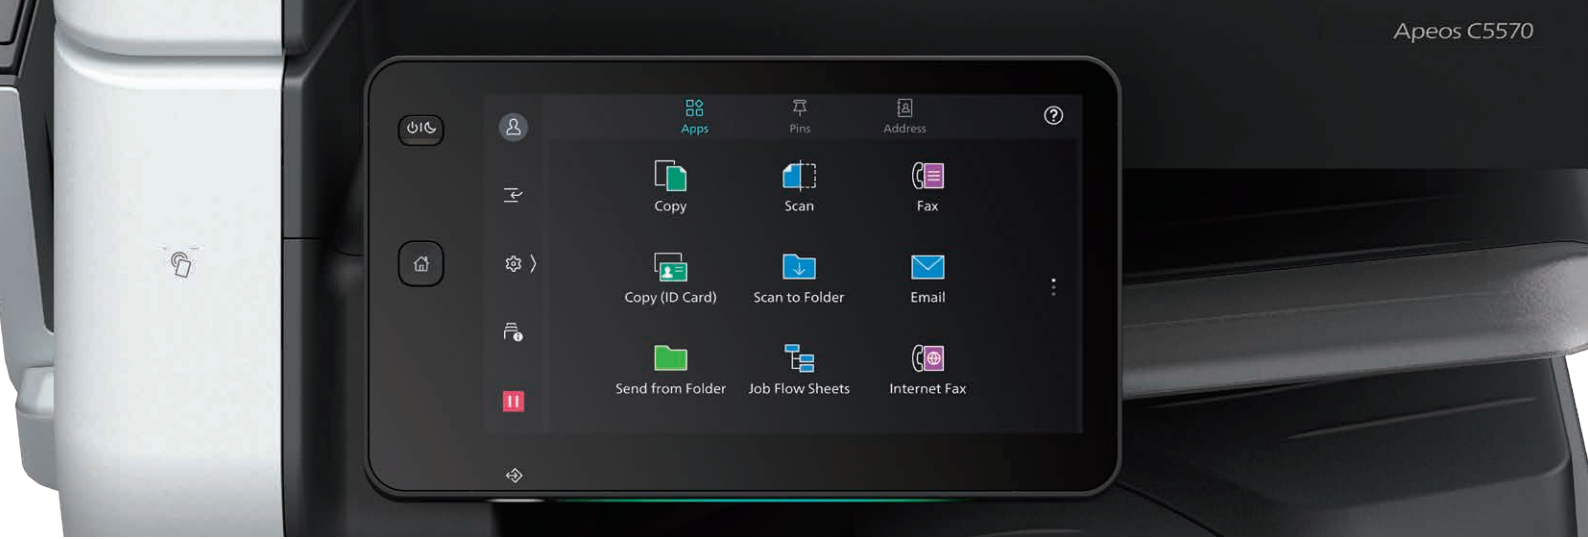 Apeos C5570
Apps
Pins
Address
Copy
Scan
Fax
Copy (ID Card)
Scan to Folder
Email
Send from Folder
Job Flow Sheets
Internet Fax